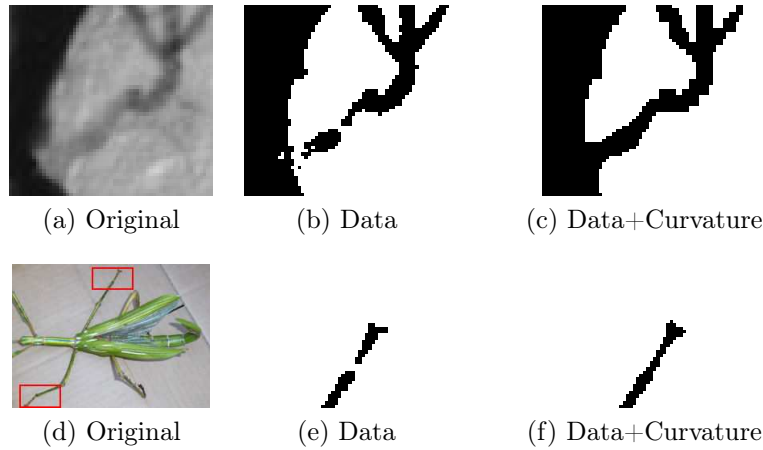 (a) Original (b) Data (c) Data+Curvature
(d) Original (e) Data (f) Data+Curvature